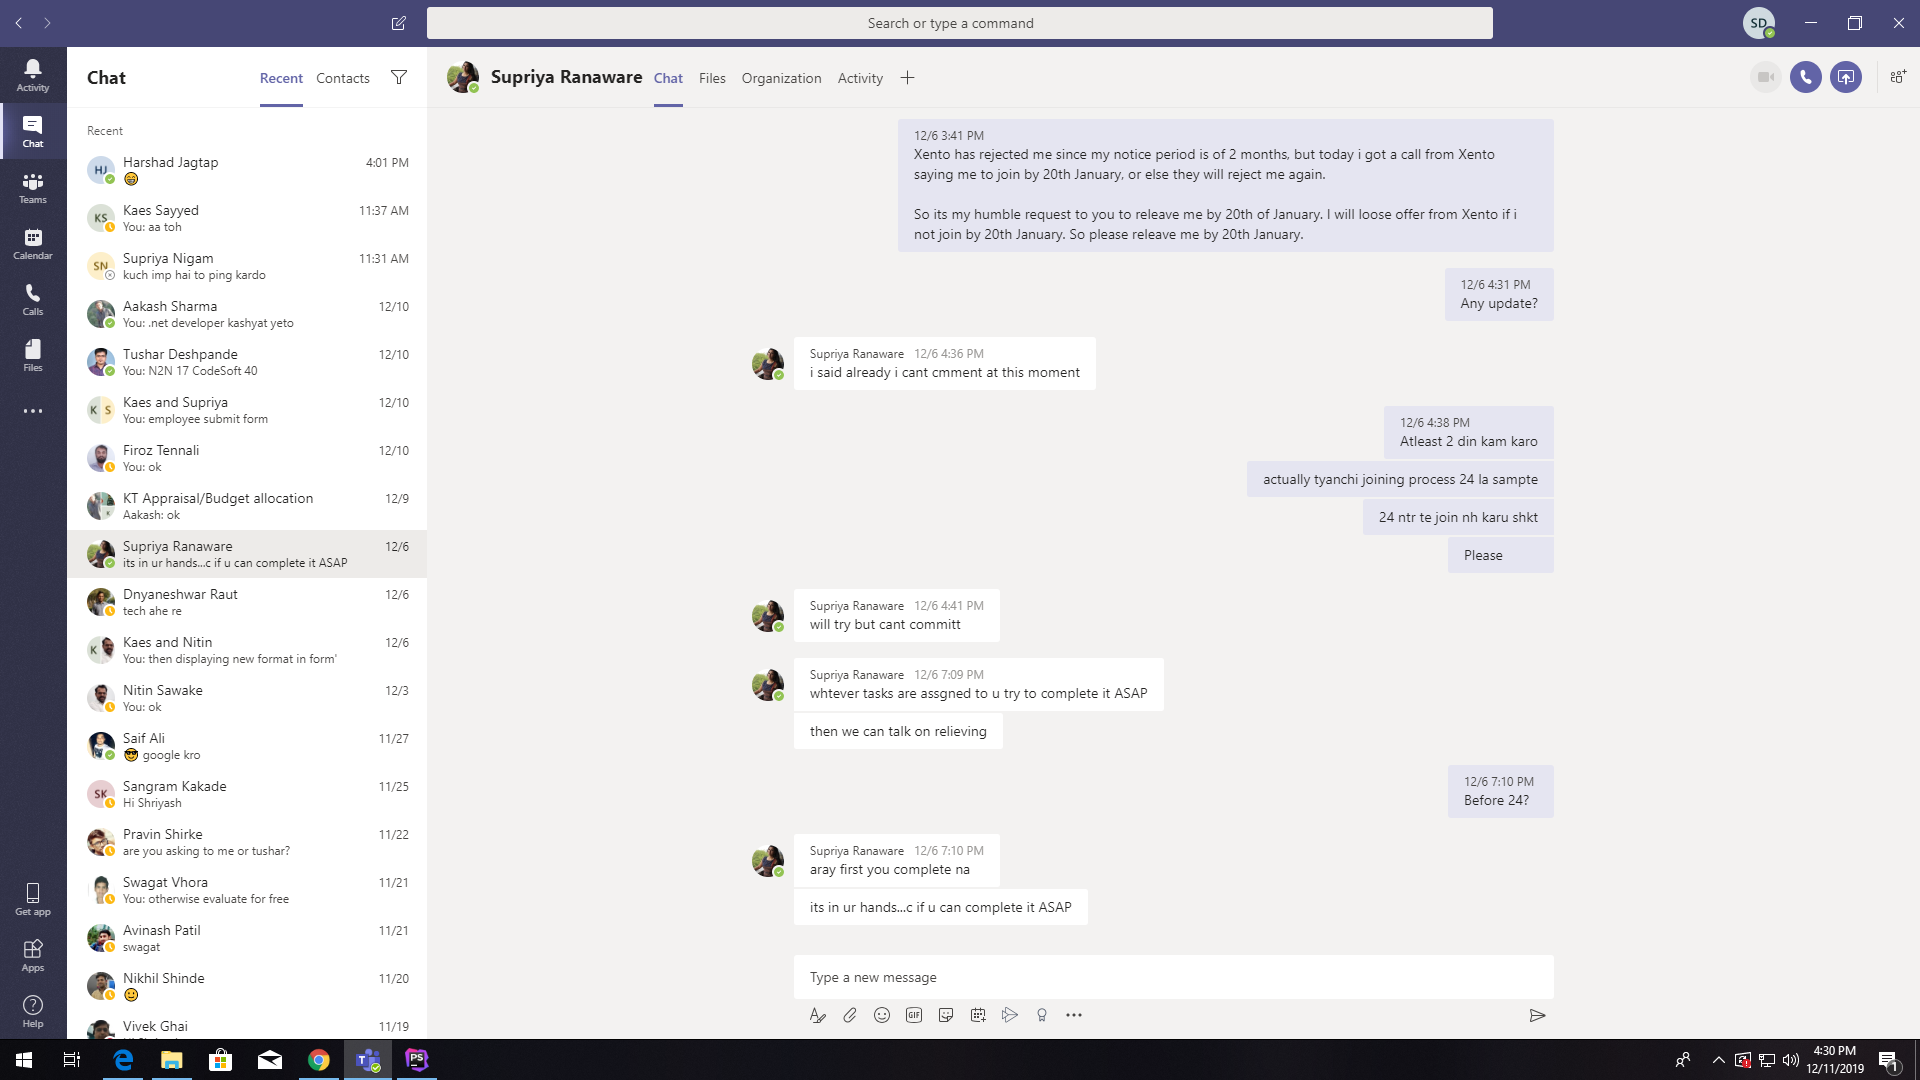 Search or type a command
SD
Activity
Chat
Teams
Calendar
Calls
Files
Get app
Apps
Help
Chat
Recent
Contacts
Recent
HJ
Harshad Jagtap
4:01 PM
KS
Kaes Sayyed
11:37 AM
You: aa toh
SN
Supriya Nigam
11:31 AM
kuch imp hai to ping kardo
Aakash Sharma
12/10
You: .net developer kashyat yeto
Tushar Deshpande
12/10
You: N2N 17 CodeSoft 40
K S
Kaes and Supriya
12/10
You: employee submit form
Firoz Tennali
12/10
You: ok
KT Appraisal/Budget allocation
12/9
Aakash: ok
Supriya Ranaware
12/6
its in ur hands...c if u can complete it ASAP
Dnyaneshwar Raut
12/6
tech ahe re
K
Kaes and Nitin
12/6
You: then displaying new format in form'
Nitin Sawake
12/3
You: ok
Saif Ali
11/27
google kro
SK
Sangram Kakade
11/25
Hi Shriyash
Pravin Shirke
11/22
are you asking to me or tushar?
Swagat Vhora
11/21
You: otherwise evaluate for free
Avinash Patil
11/21
swagat
Nikhil Shinde
11/20
Vivek Ghai
11/19
Supriya Ranaware
Chat
Files
Organization
Activity
12/6 3:41 PM
Xento has rejected me since my notice period is of 2 months, but today i got a call from Xento
saying me to join by 20th January, or else they will reject me again.
So its my humble request to you to releave me by 20th of January. I will loose offer from Xento if i
not join by 20th January. So please releave me by 20th January.
12/6 4:31 PM
Any update?
Supriya Ranaware 12/6 4:36 PM
i said already i cant cmment at this moment
12/6 4:38 PM
Atleast 2 din kam karo
actually tyanchi joining process 24 la sampte
24 ntr te join nh karu shkt
Please
Supriya Ranaware 12/6 4:41 PM
will try but cant committ
Supriya Ranaware 12/6 7:09 PM
whtever tasks are assgned to u try to complete it ASAP
then we can talk on relieving
12/6 7:10 PM
Before 24?
Supriya Ranaware 12/6 7:10 PM
aray first you complete na
its in ur hands...c if u can complete it ASAP
Type a new message
GIF
PS
4:30 PM
12/11/2019
1